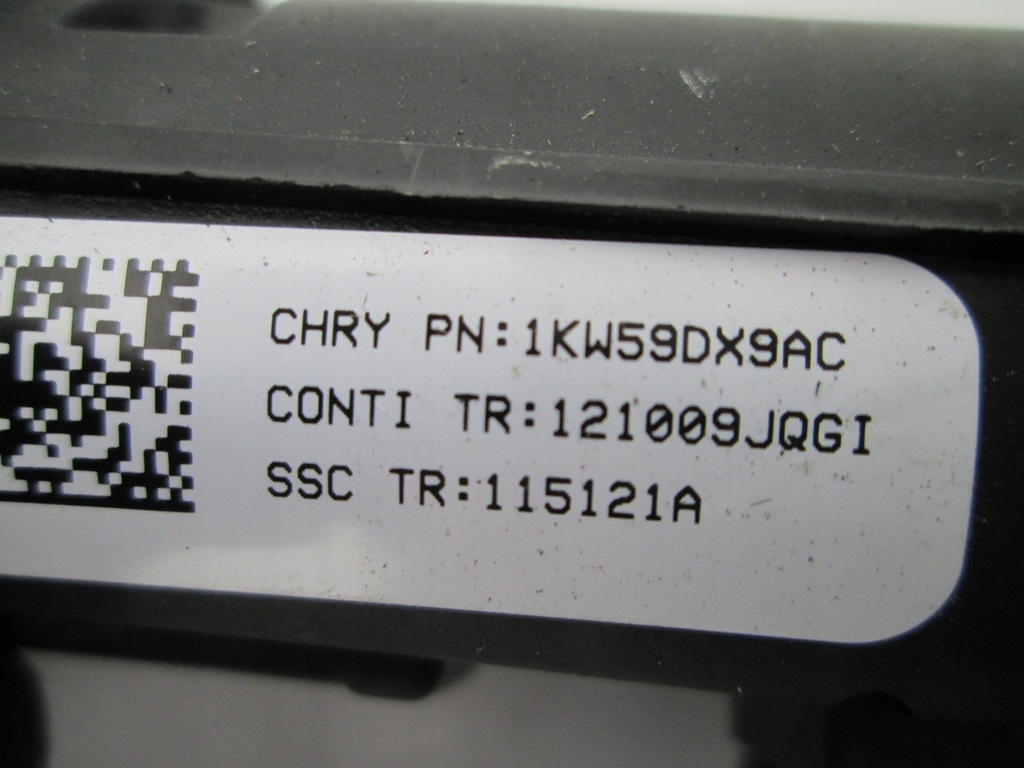 CHRY PN:1KW59DX9AC
CONTI TR:121009JQGI
SSC TR:115121A